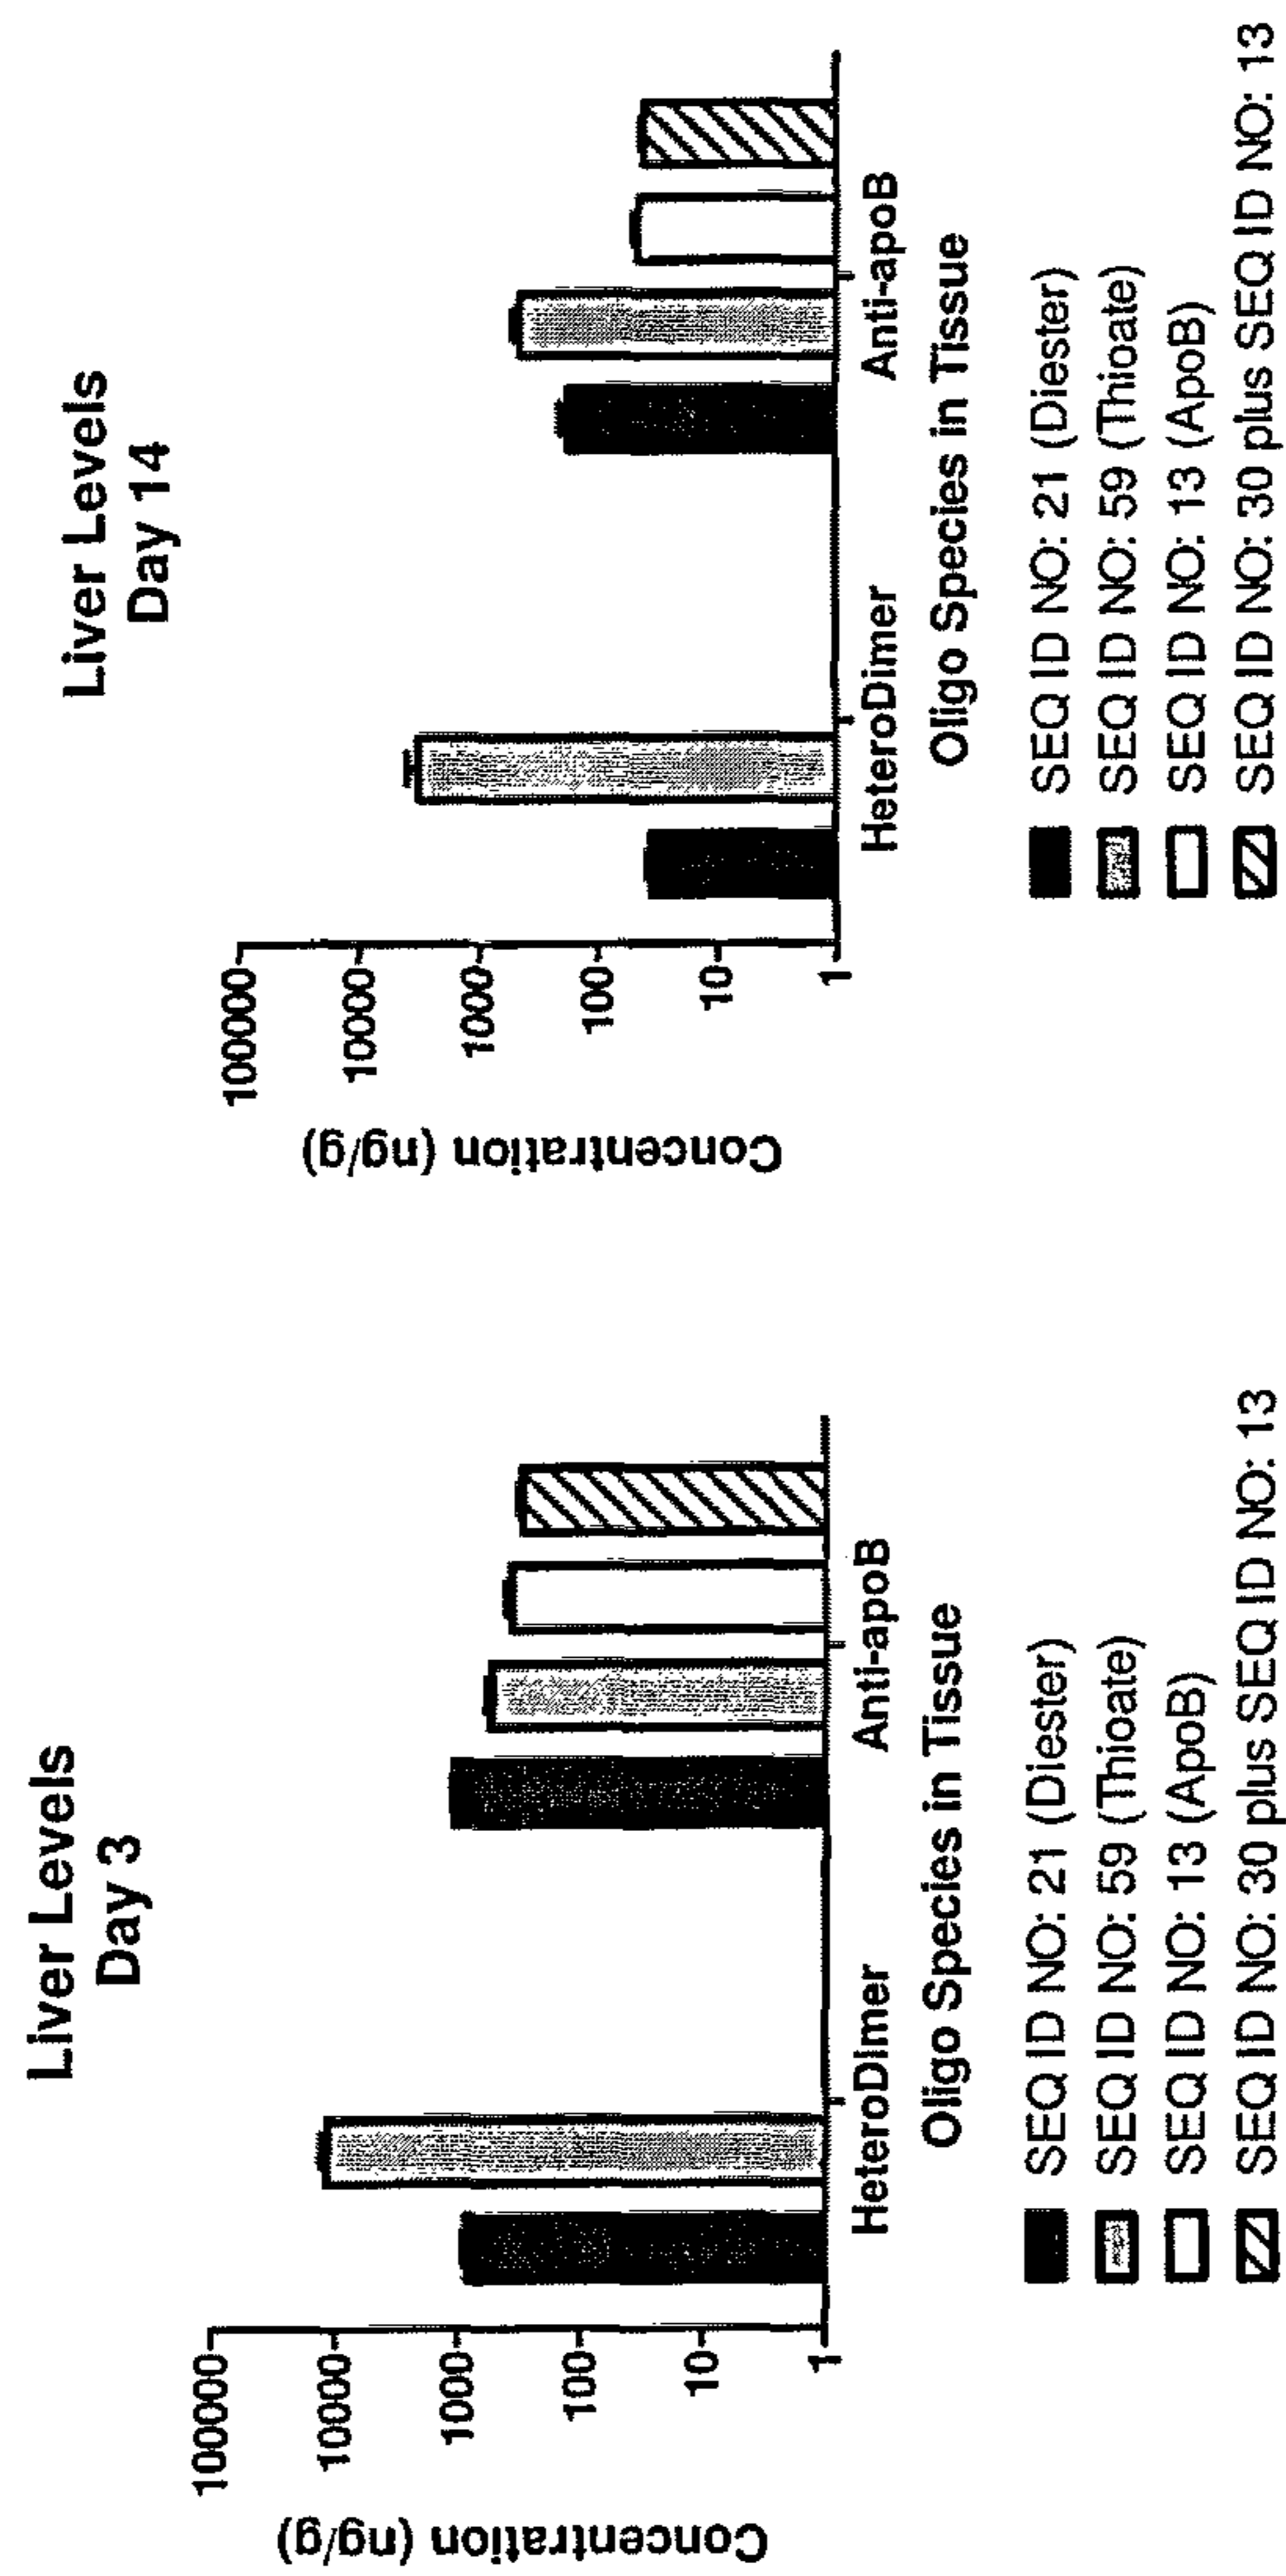 Liver Levels
Day 3
Concentration (ng/g)
100000
10000
1000
100
10
1
HeteroDimer
Anti-apoB
Oligo Species in Tissue
SEQ ID NO: 21 (Diester)
SEQ ID NO: 59 (Thioate)
SEQ ID NO: 13 (ApoB)
SEQ ID NO: 30 plus SEQ ID NO: 13
Liver Levels
Day 14
Concentration (ng/g)
100000
10000
1000
100
10
1
HeteroDimer
Anti-apoB
Oligo Species in Tissue
SEQ ID NO: 21 (Diester)
SEQ ID NO: 59 (Thioate)
SEQ ID NO: 13 (ApoB)
SEQ ID NO: 30 plus SEQ ID NO: 13